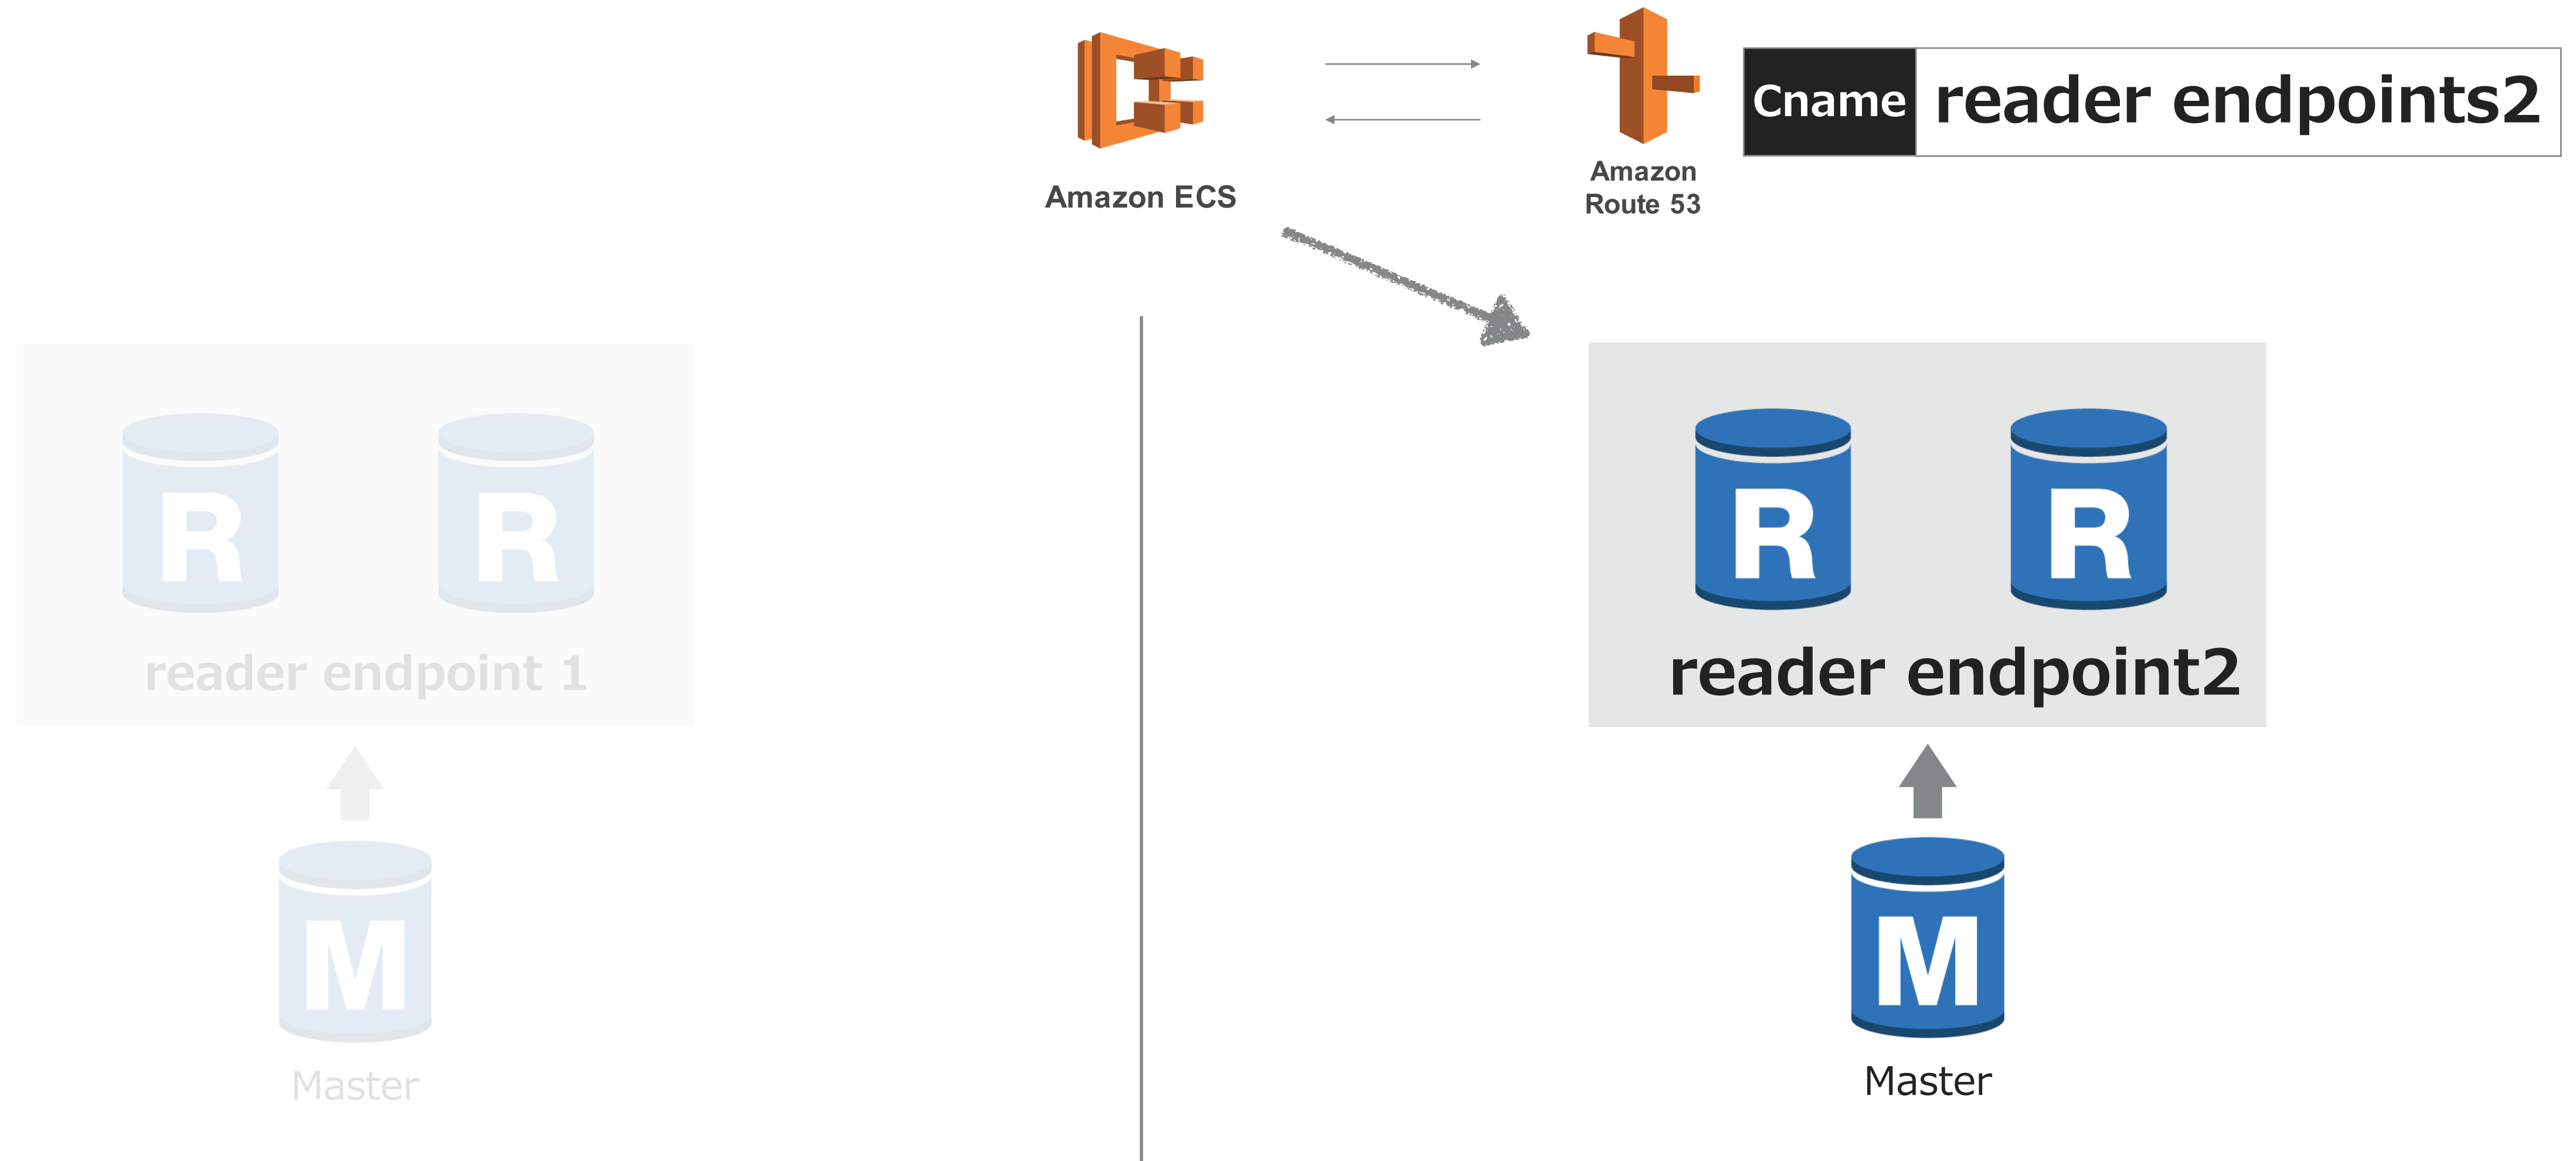 Amazon ECS
Amazon
Route 53
Cname reader endpoints2
R R
reader endpoint 1
M
Master
R R
reader endpoint2
M
Master